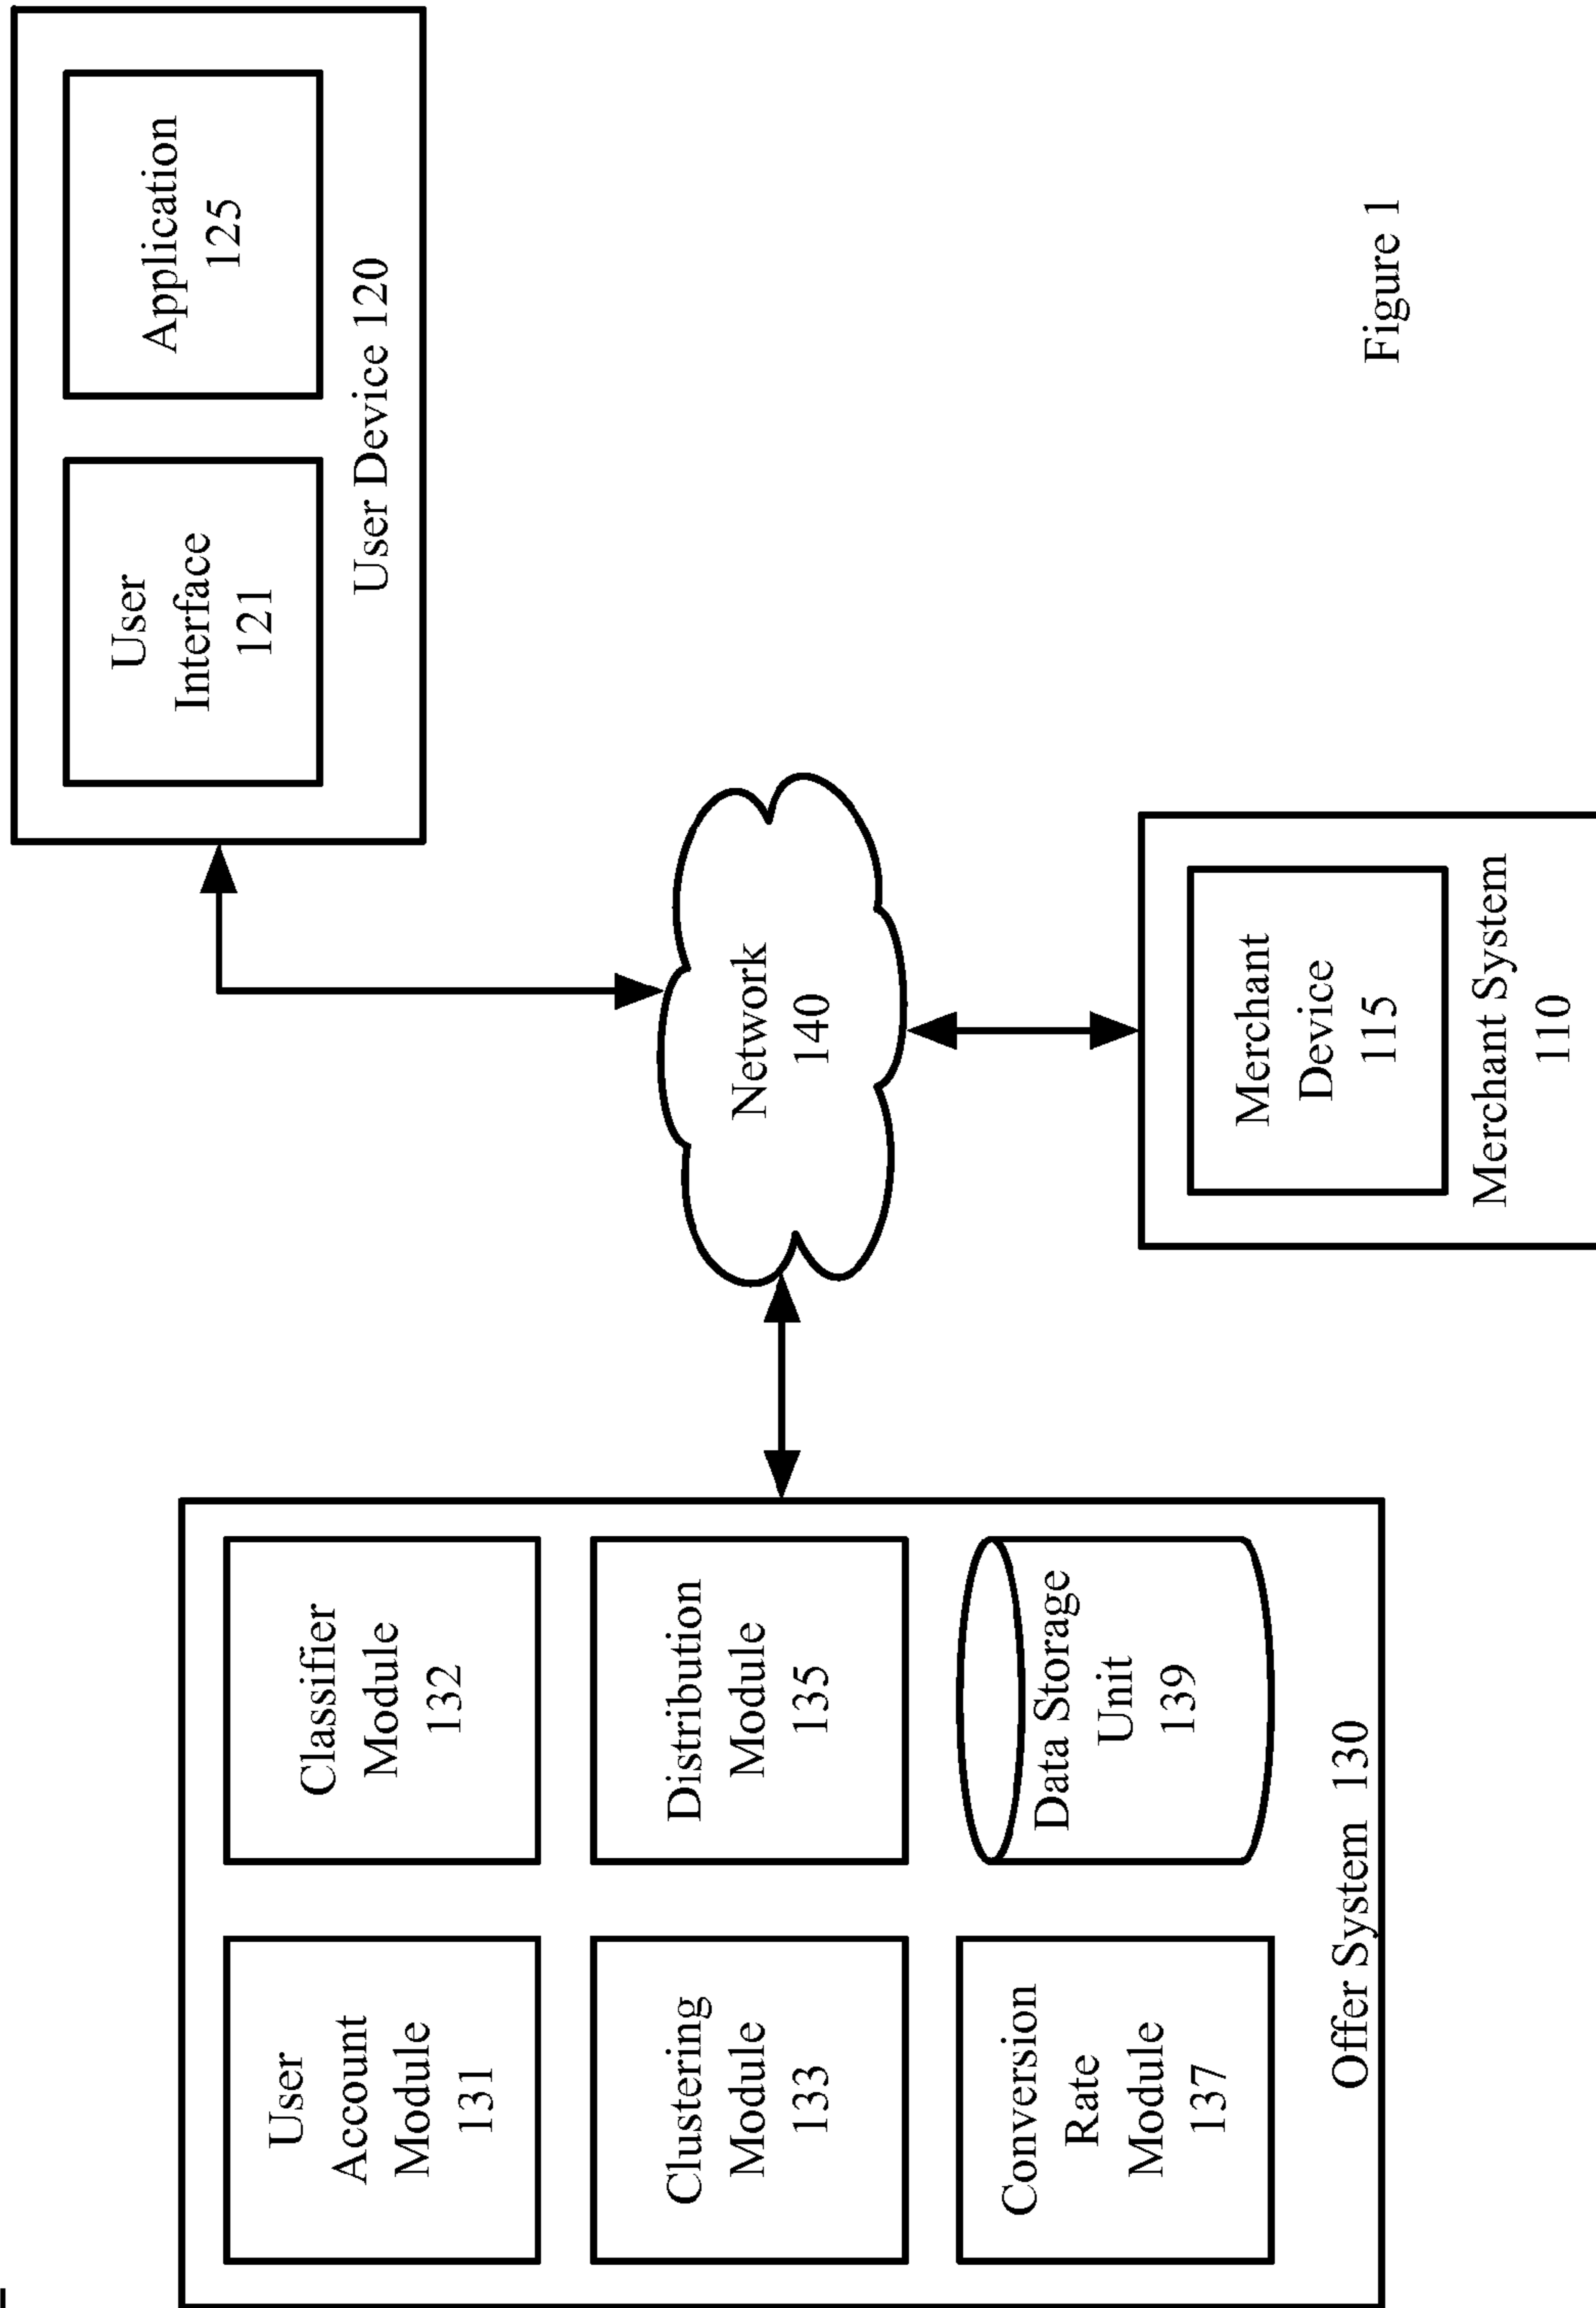 User
Account
Module
131
Classifier
Module
132
Clustering
Module
133
Distribution
Module
135
Conversion
Rate
Module
137
Data Storage
Unit
139
Offer System 130
Network
140
User
Interface
121
Application
125
User Device 120
Merchant
Device
115
Merchant System
110
Figure 1